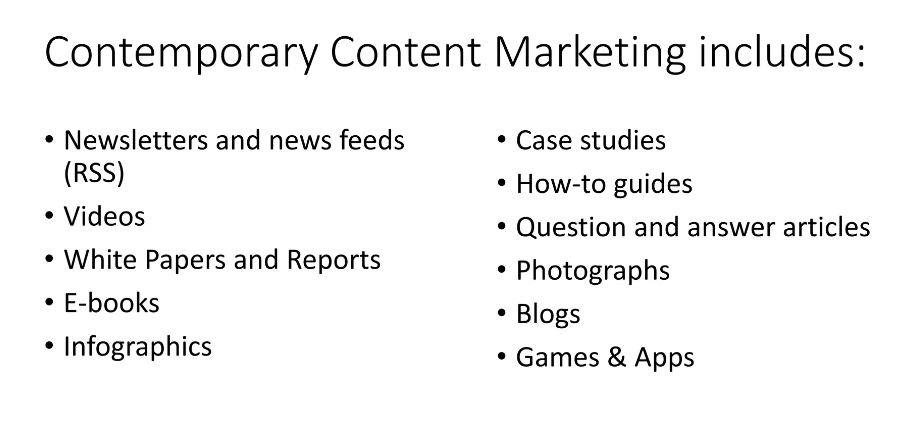 Contemporary Content Marketing includes:
• Newsletters and news feeds
(RSS)
• Videos
• White Papers and Reports
• E-books
• Infographics
• Case studies
• How-to guides
• Question and answer articles
• Photographs
• Blogs
• Games & Apps